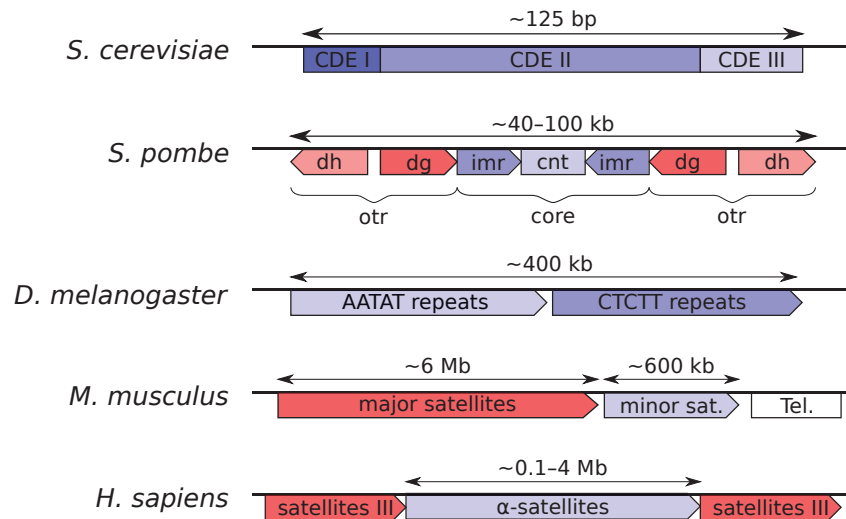 ~125 bp
S. cerevisiae
CDE I CDE II CDE III
~40–100 kb
S. pombe
dh dg imr cnt imr dg dh
otr core otr
~400 kb
D. melanogaster
AATAT repeats CTCTT repeats
~6 Mb ~600 kb
M. musculus
major satellites minor sat. Tel.
~0.1–4 Mb
H. sapiens
satellites III α-satellites satellites III